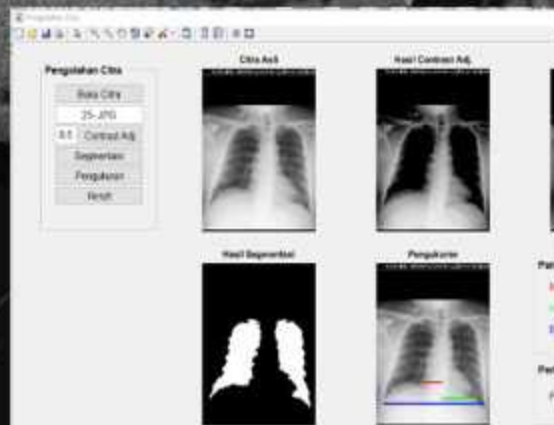 Pengolahan Citra
Citra Asli
Hasil Contrast Adj.
Pengolahan Citra
Buka Citra
25-.JPG
0.5 Contrast Adj
Segmentasi
Pengukuran
Reset
Hasil Segmentasi
Pengukuran